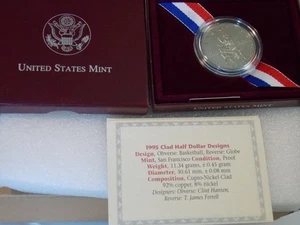 UNITED STATES MINT
1995 Clad Half Dollar Designs
Design, Obverse: Basketball, Reverse: Globe
Mint, San Francisco Condition, Proof
Weight, 11.34 grams, ± 0.45 gram
Diameter, 30.61 mm, ± 0.08 mm
Composition, Cupro-Nickel Clad
92% copper, 8% nickel
Designers: Obverse: Clint Hansen,
Reverse: T. James Ferrell